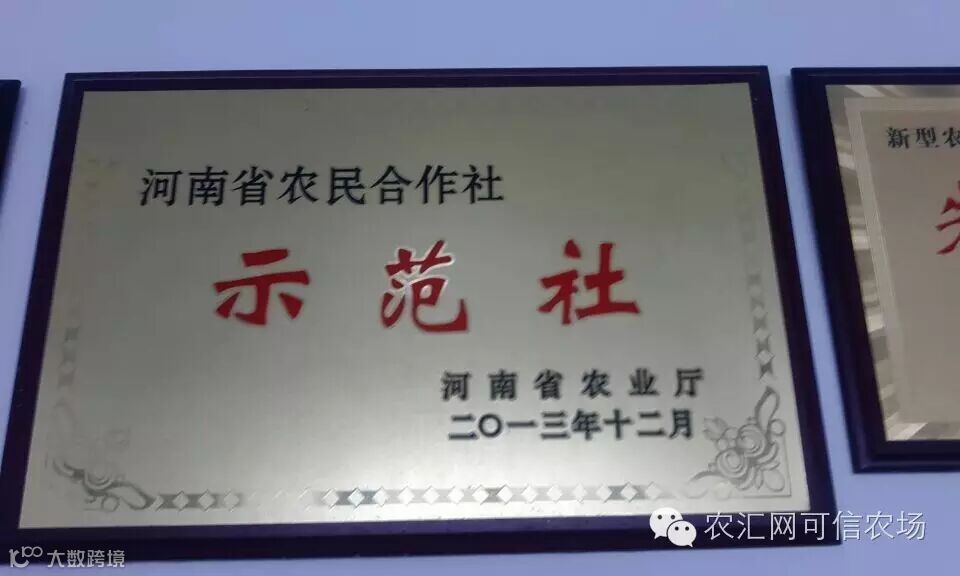 河南省农民合作社
示范社
河南省农业厅
二〇一三年十二月
新型农
农汇网可信农场
大数跨境